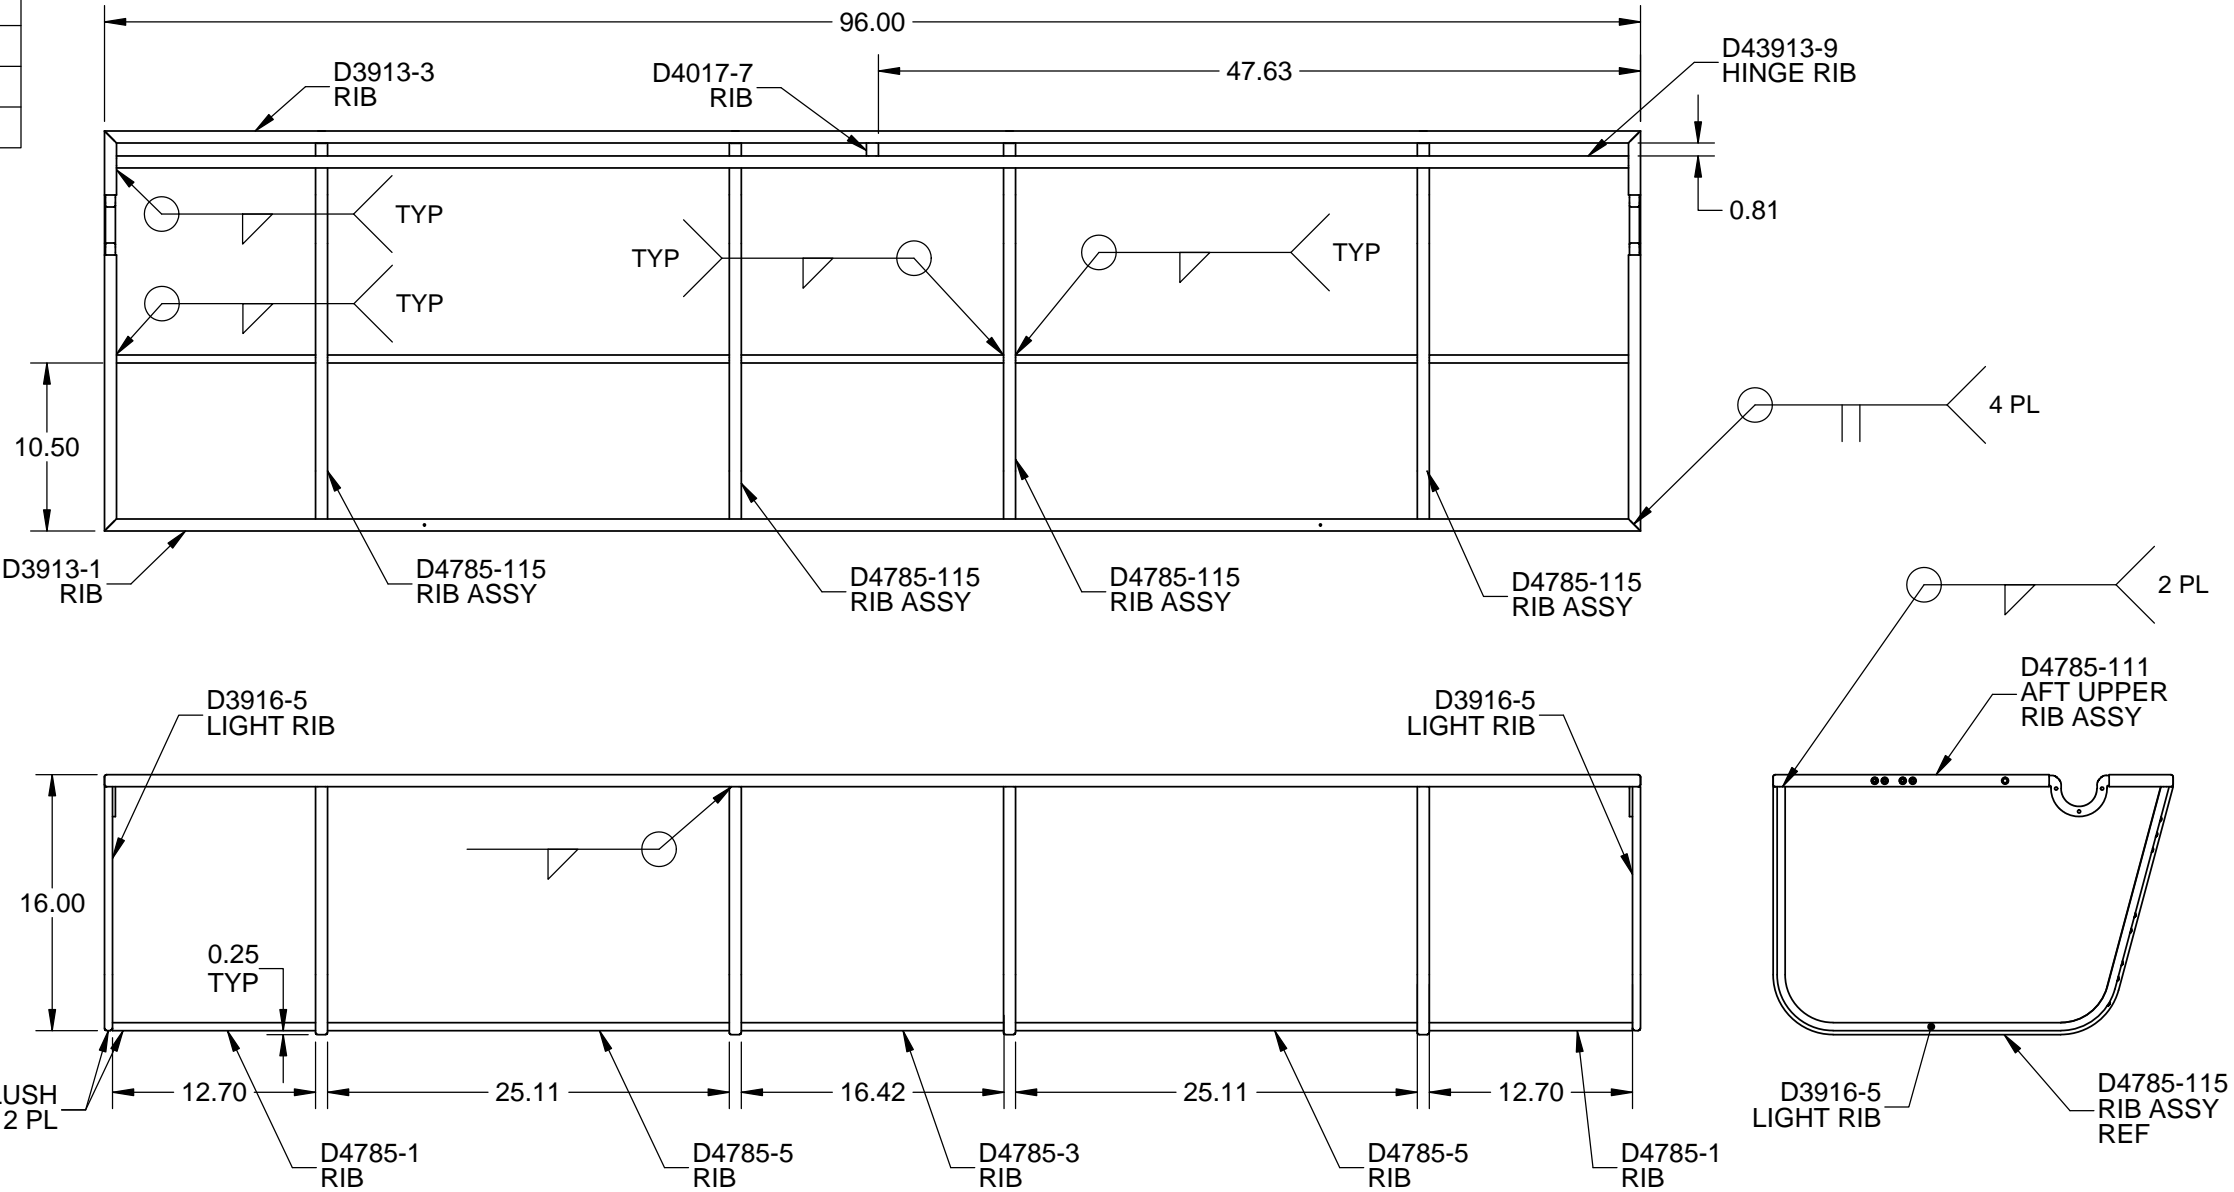 96.00
47.63
D3913-3
RIB
D4017-7
RIB
D43913-9
HINGE RIB
0.81
TYP
TYP
TYP
TYP
10.50
4 PL
D3913-1
RIB
D4785-115
RIB ASSY
D4785-115
RIB ASSY
D4785-115
RIB ASSY
D4785-115
RIB ASSY
2 PL
D4785-111
AFT UPPER
RIB ASSY
D3916-5
LIGHT RIB
D3916-5
LIGHT RIB
16.00
0.25
TYP
LUSH
2 PL
12.70
25.11
16.42
25.11
12.70
D4785-1
RIB
D4785-5
RIB
D4785-3
RIB
D4785-5
RIB
D4785-1
RIB
D3916-5
LIGHT RIB
D4785-115
RIB ASSY
REF